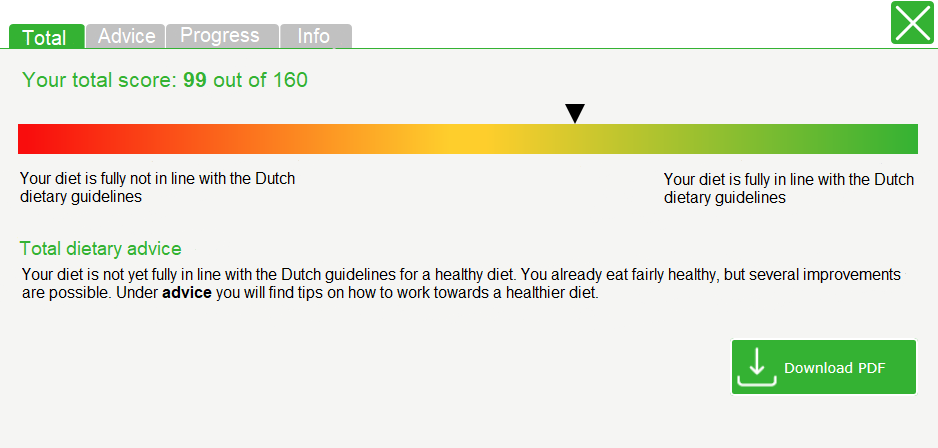 Total Advice Progress Info
Your total score: 99 out of 160
Your diet is fully not in line with the Dutch
dietary guidelines
Your diet is fully in line with the Dutch
dietary guidelines
Total dietary advice
Your diet is not yet fully in line with the Dutch guidelines for a healthy diet. You already eat fairly healthy, but several improvements
are possible. Under advice you will find tips on how to work towards a healthier diet.
Download PDF